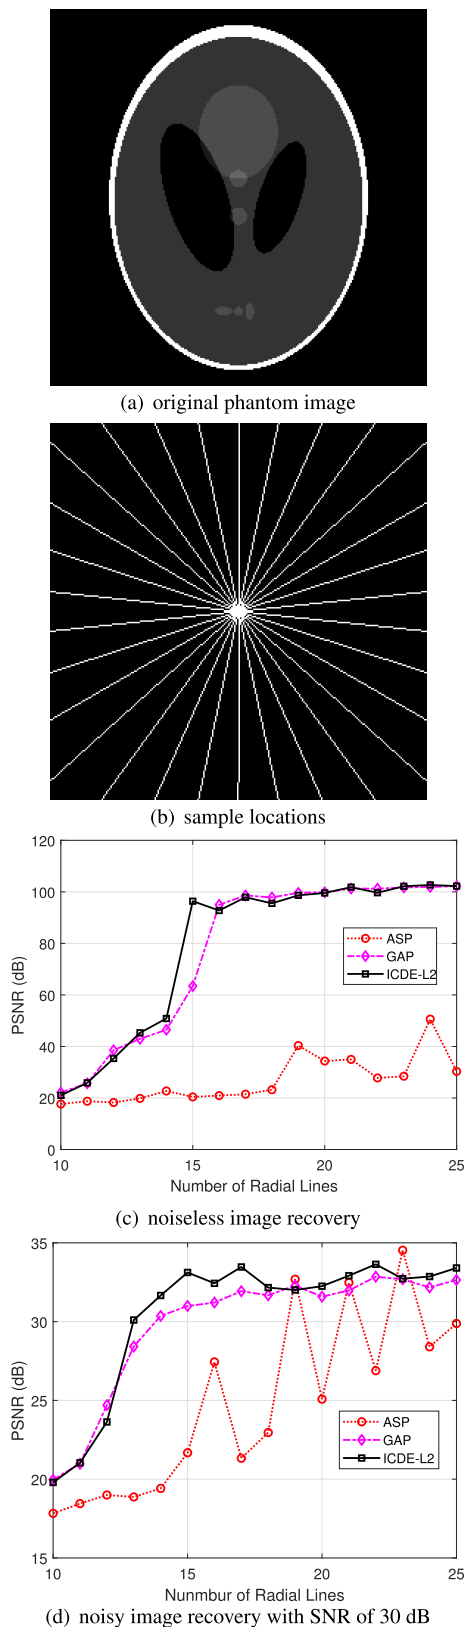 (a) original phantom image
(b) sample locations
120
100
80
60
40
20
0
PSNR (dB)
ASP
GAP
ICDE-L2
10 15 20 25
Number of Radial Lines
(c) noiseless image recovery
35
30
25
20
15
PSNR (dB)
ASP
GAP
ICDE-L2
10 15 20 25
Nunmbur of Radial Lines
(d) noisy image recovery with SNR of 30 dB